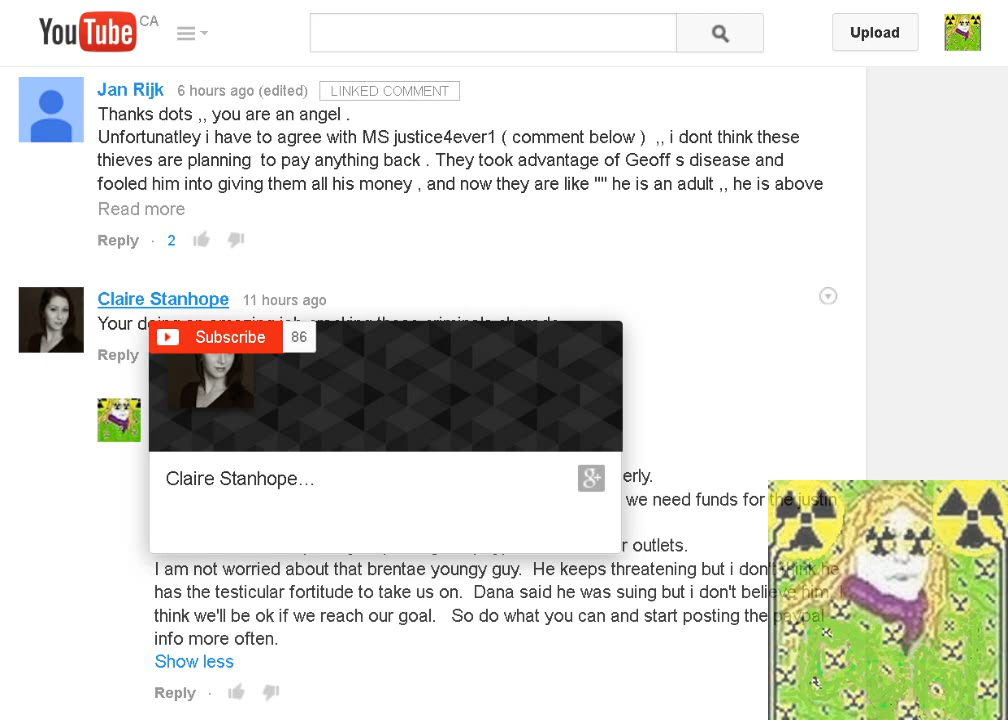 YouTube CA
Upload
Jan Rijk 6 hours ago (edited) LINKED COMMENT
Thanks dots ,, you are an angel .
Unfortunatley i have to agree with MS justice4ever1 ( comment below ) ,, i dont think these
thieves are planning to pay anything back . They took advantage of Geoff s disease and
fooled him into giving them all his money , and now they are like "" he is an adult ,, he is above
Read more
Reply · 2
Claire Stanhope 11 hours ago
Your
Subscribe 86
Reply
Claire Stanhope...
g+
erly.
we need funds for the justin
r outlets.
I am not worried about that brentae youngy guy. He keeps threatening but i don't think he
has the testicular fortitude to take us on. Dana said he was suing but i don't believe him. I
think we'll be ok if we reach our goal. So do what you can and start posting the paypal
info more often.
Show less
Reply ·